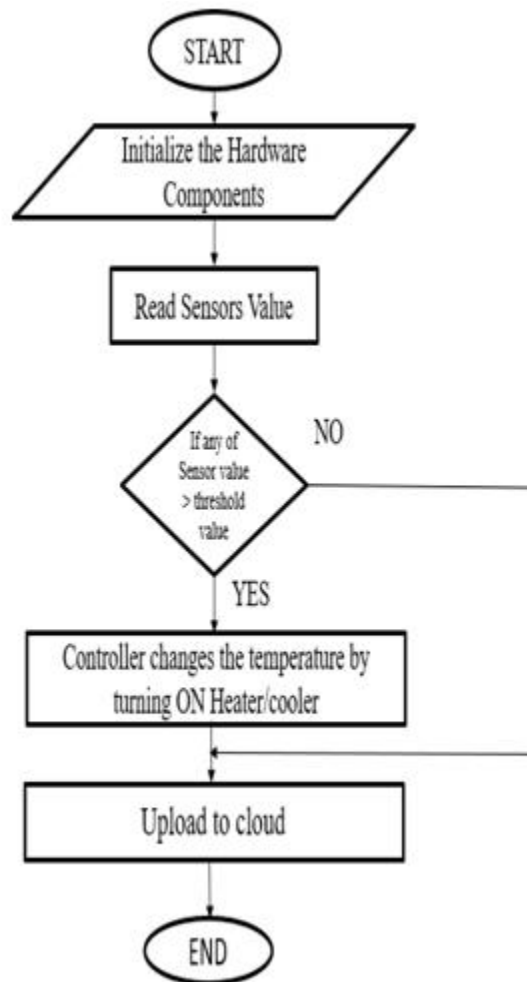 START
Initialize the Hardware
Components
Read Sensors Value
If any of
Sensor value
> threshold
value
NO
YES
Controller changes the temperature by
turning ON Heater/cooler
Upload to cloud
END